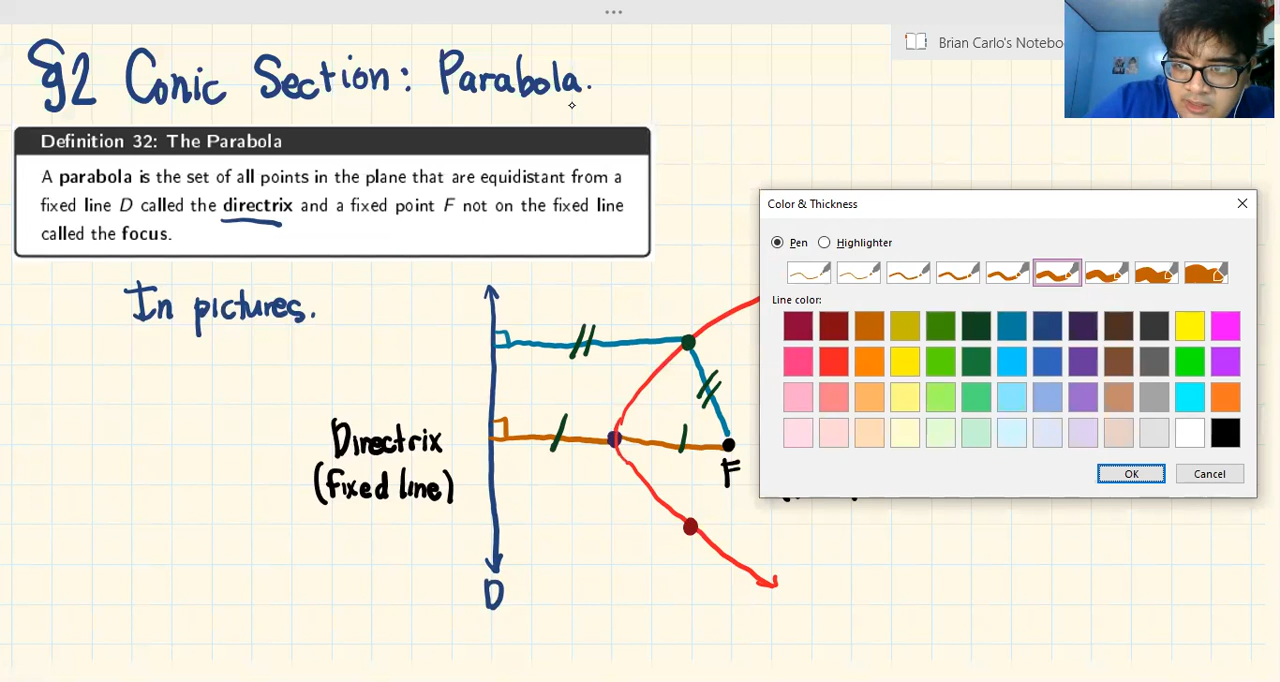 Brian Carlo's Notebo
§2 Conic Section: Parabola.
Definition 32: The Parabola
A parabola is the set of all points in the plane that are equidistant from a
fixed line D called the directrix and a fixed point F not on the fixed line
called the focus.
In pictures.
Directrix
(fixed line)
F
D
Color & Thickness
Pen Highlighter
Line color:
OK Cancel